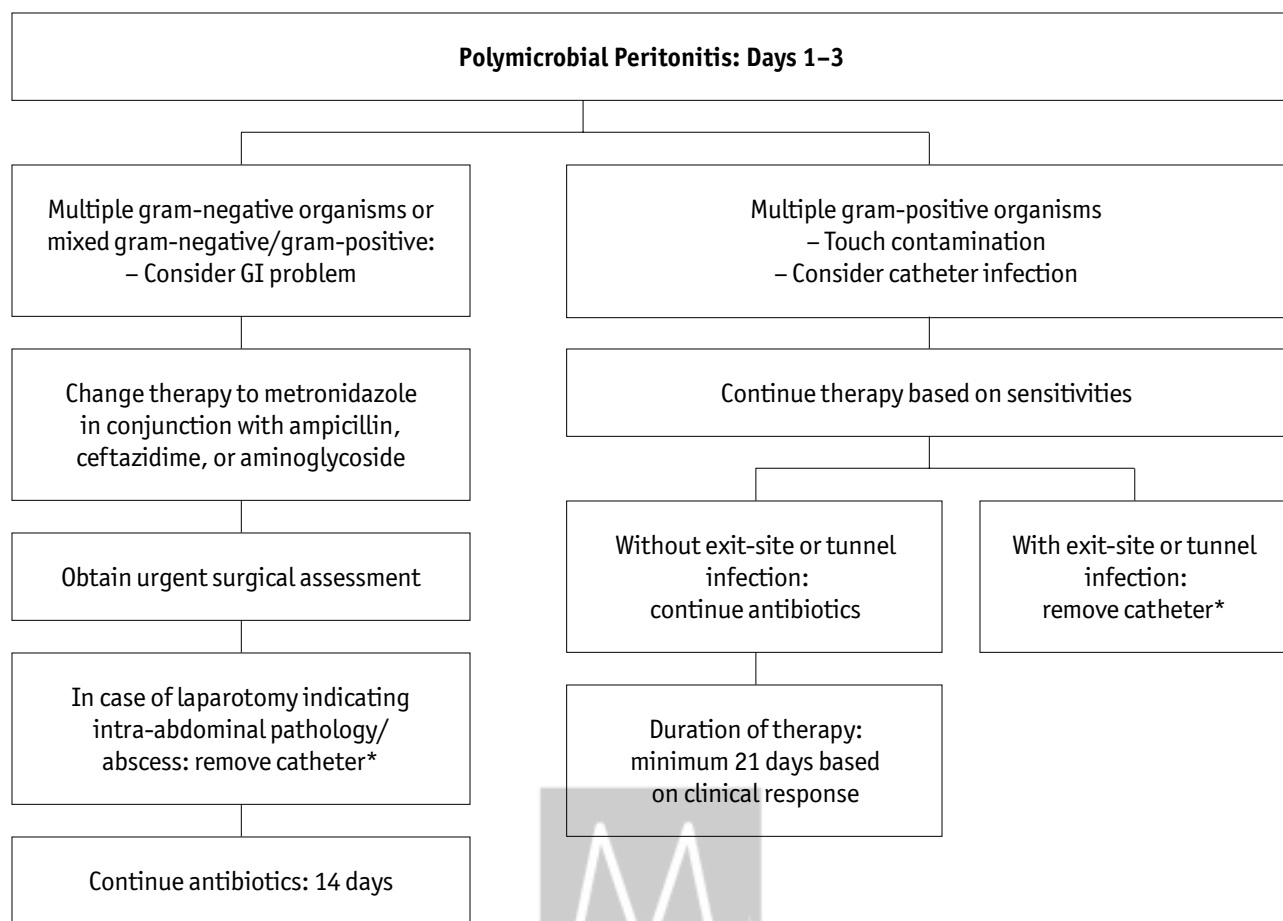 Polymicrobial Peritonitis: Days 1–3
Multiple gram-negative organisms or
mixed gram-negative/gram-positive:
– Consider GI problem
Change therapy to metronidazole
in conjunction with ampicillin,
ceftazidime, or aminoglycoside
Obtain urgent surgical assessment
In case of laparotomy indicating
intra-abdominal pathology/
abscess: remove catheter*
Continue antibiotics: 14 days
Multiple gram-positive organisms
– Touch contamination
– Consider catheter infection
Continue therapy based on sensitivities
Without exit-site or tunnel
infection:
continue antibiotics
Duration of therapy:
minimum 21 days based
on clinical response
With exit-site or tunnel
infection:
remove catheter*